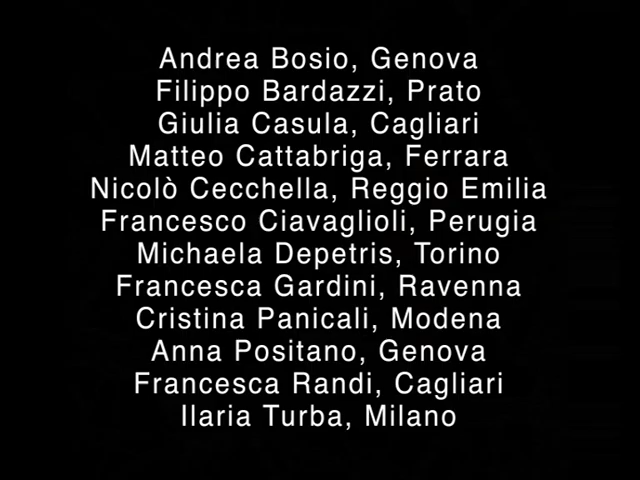 Andrea Bosio, Genova
Filippo Bardazzi, Prato
Giulia Casula, Cagliari
Matteo Cattabriga, Ferrara
Nicolò Cecchella, Reggio Emilia
Francesco Ciavaglioli, Perugia
Michaela Depetris, Torino
Francesca Gardini, Ravenna
Cristina Panicali, Modena
Anna Positano, Genova
Francesca Randi, Cagliari
Ilaria Turba, Milano